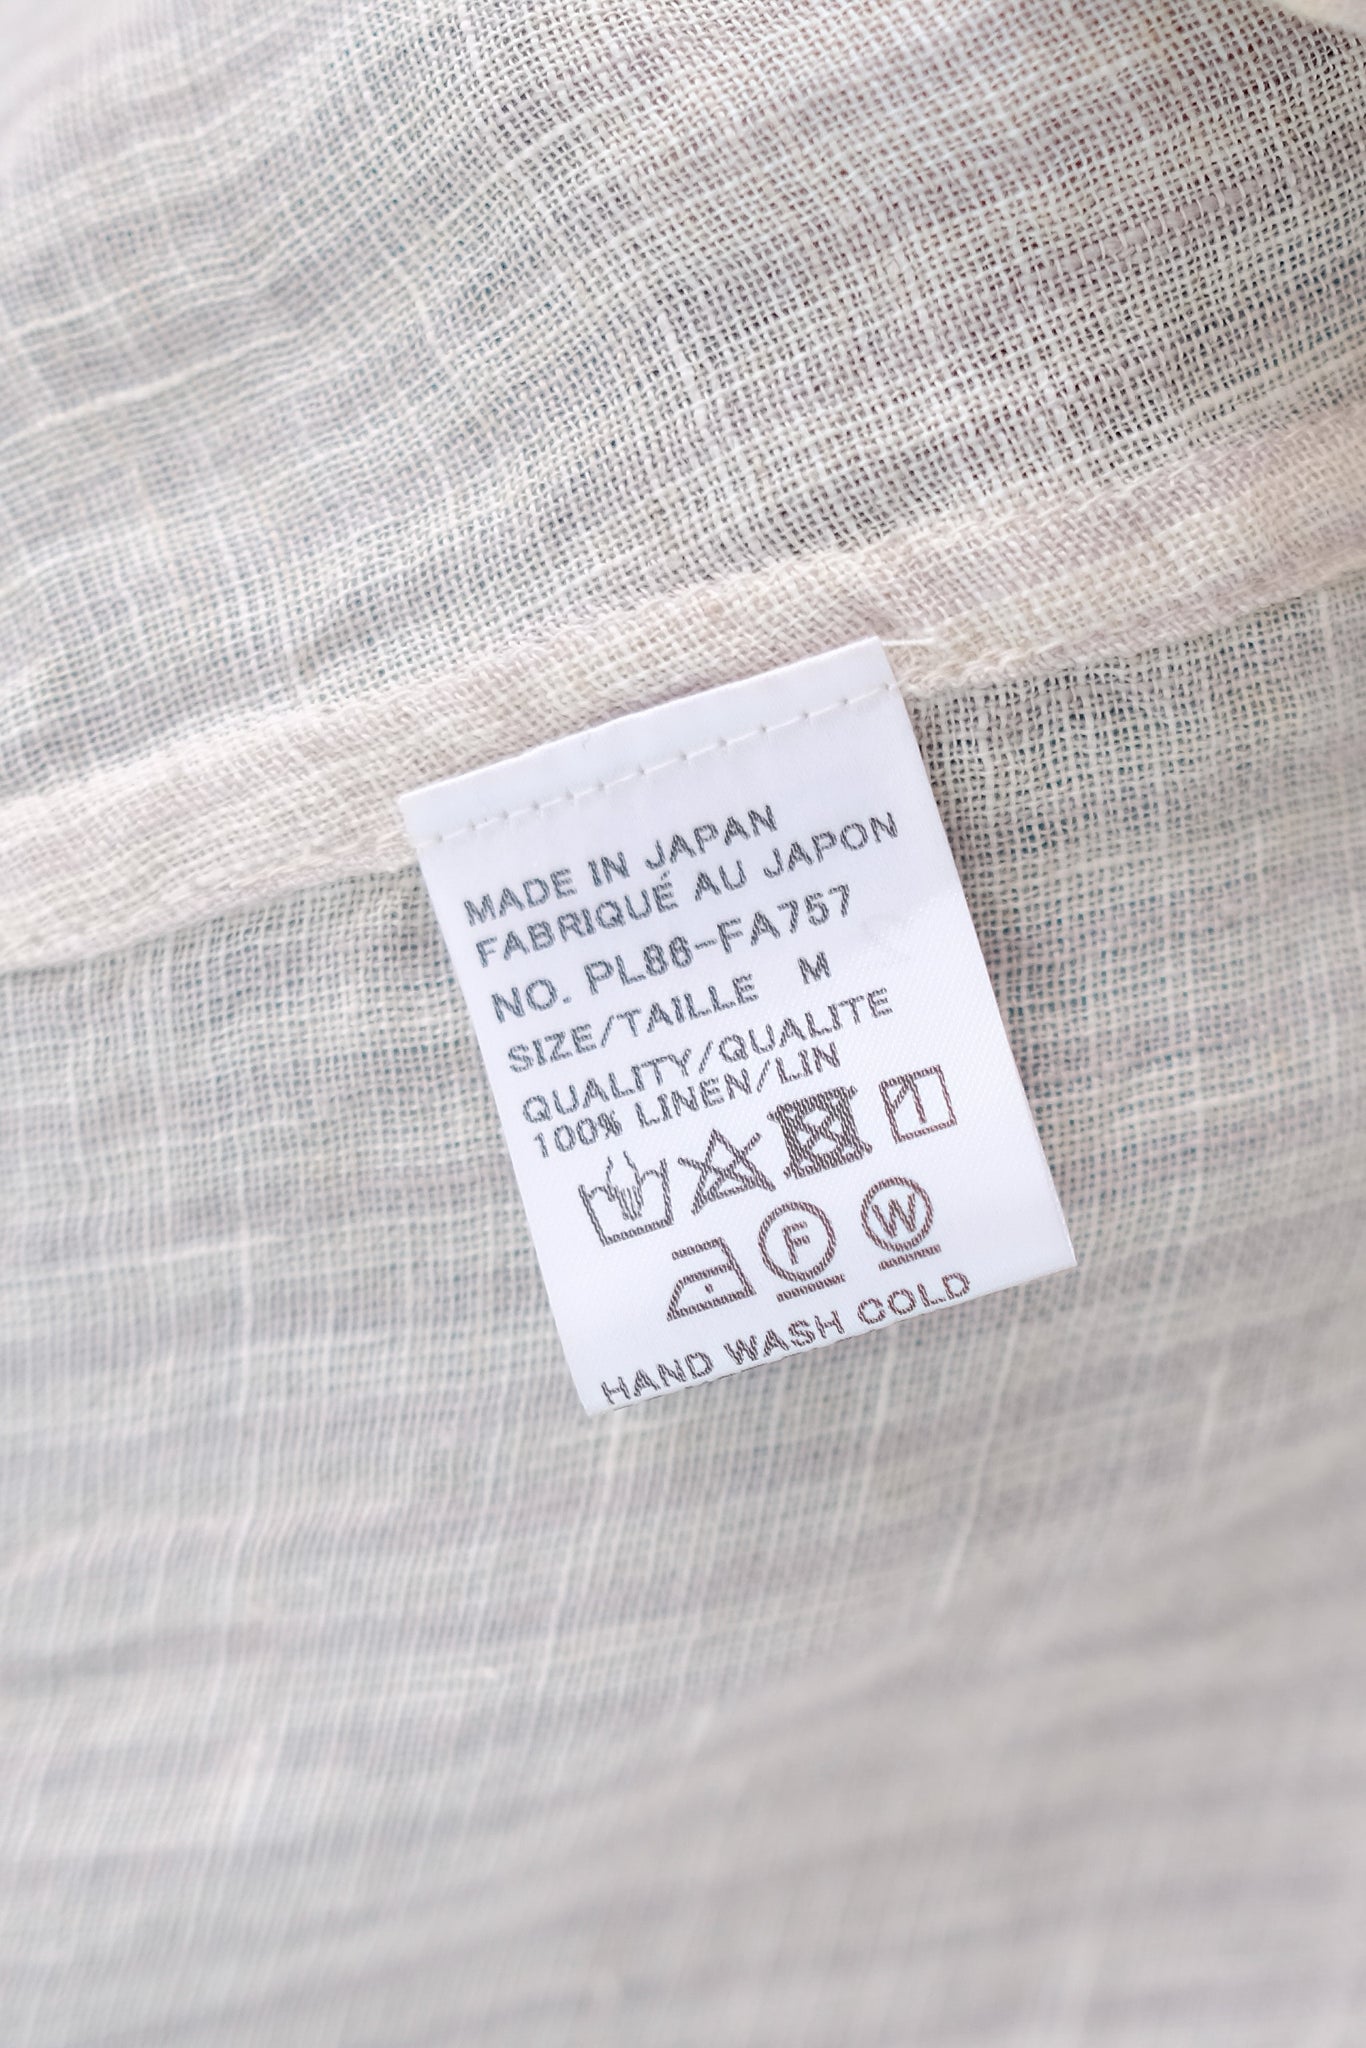 MADE IN JAPAN
FABRIQUÉ AU JAPON
NO. PL86-FA757
SIZE/TAILLE M
QUALITY/QUALITE
100% LINEN/LIN
F W
HAND WASH COLD